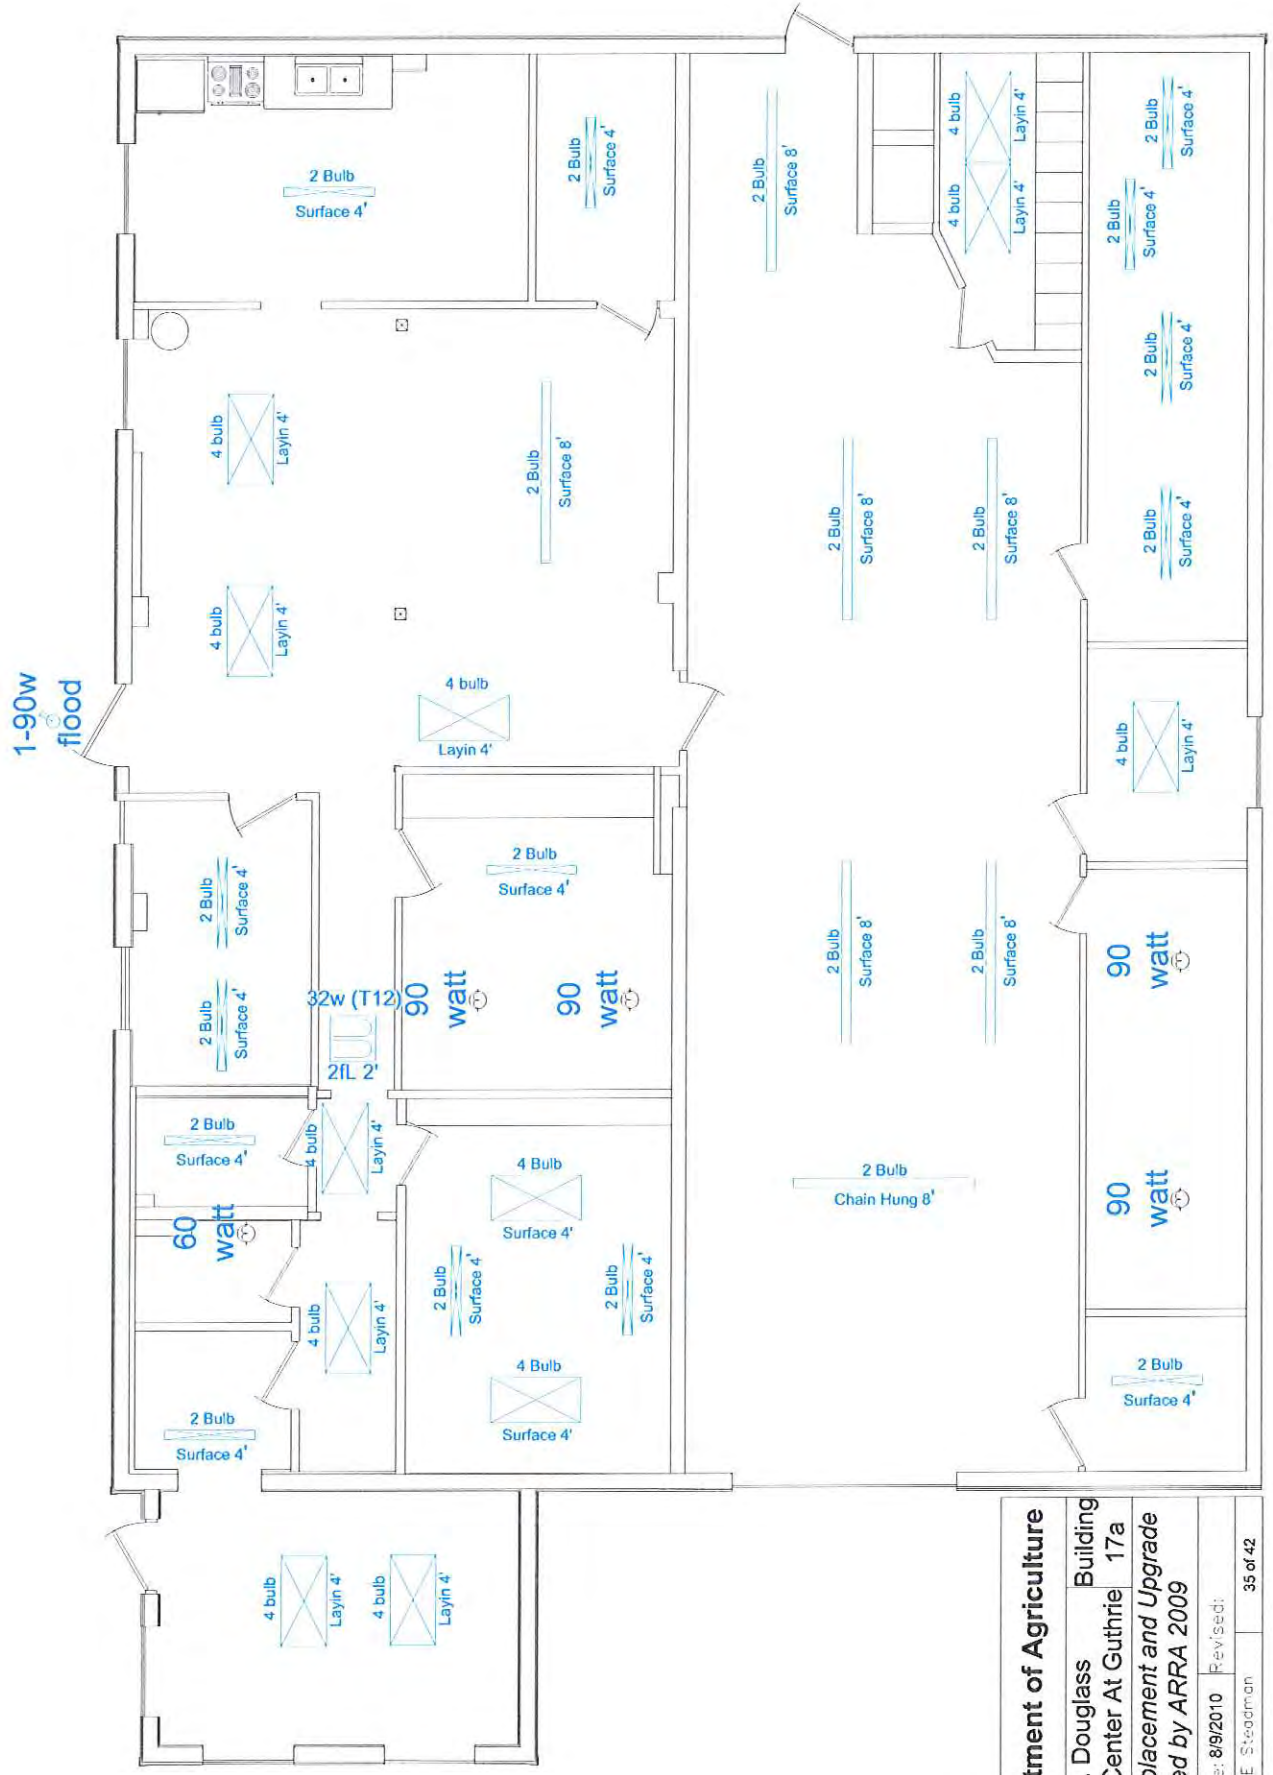 2 Bulb
Surface 4'
2 Bulb
Surface 4'
2 Bulb
Surface 8'
4 bulb
Layin 4'
4 bulb
Layin 4'
2 Bulb
Surface 4'
2 Bulb
Surface 4'
2 Bulb
Surface 4'
2 Bulb
Surface 4'
4 bulb
Layin 4'
2 Bulb
Surface 8'
2 Bulb
Surface 8'
2 Bulb
Surface 8'
4 bulb
Layin 4'
1-90w
flood
4 bulb
Layin 4'
4 bulb
Layin 4'
2 Bulb
Surface 4'
2 Bulb
Surface 4'
2 Bulb
Surface 4'
32w (T12)
2fL 2'
90
watt
90
watt
2 Bulb
Surface 8'
2 Bulb
Surface 8'
90
watt
90
watt
2 Bulb
Surface 4'
4 bulb
Layin 4'
60
watt
4 Bulb
Surface 4'
2 Bulb
Surface 4'
2 Bulb
Surface 4'
4 Bulb
Surface 4'
2 Bulb
Chain Hung 8'
4 bulb
Layin 4'
2 Bulb
Surface 4'
2 Bulb
Surface 4'
4 bulb
Layin 4'
4 bulb
Layin 4'
tment of Agriculture
Douglass
Building
Center At Guthrie
17a
placement and Upgrade
ed by ARRA 2009
e: 8/9/2010
Revised:
E Steadman
35 of 42